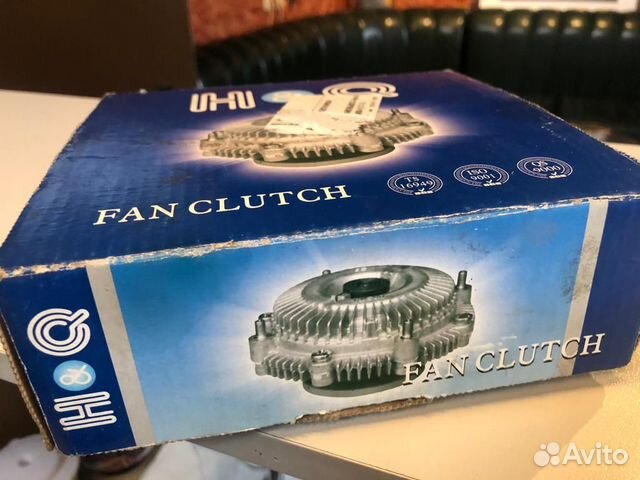 H&Q
FAN CLUTCH
TS
16949
ISO
9001
QS
9000
H&Q
FAN CLUTCH
Avito